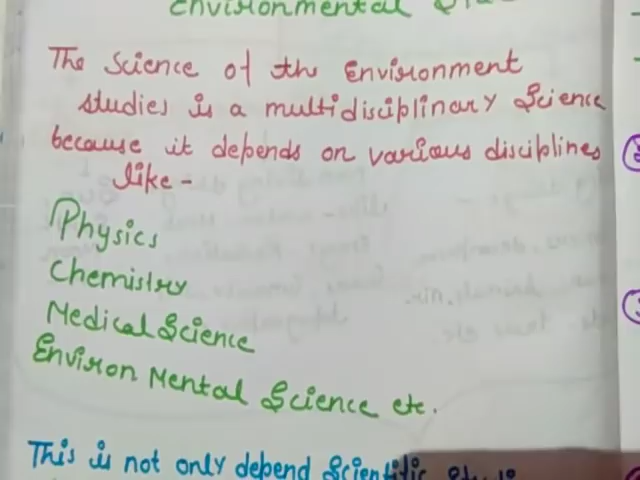 Environmental
The Science of the Environment
studies is a multidisciplinary Science
because it depends on various disciplines
like -
Physics
Chemistry
Medical Science
Environ Mental Science etc.
This is not only depend Scientific